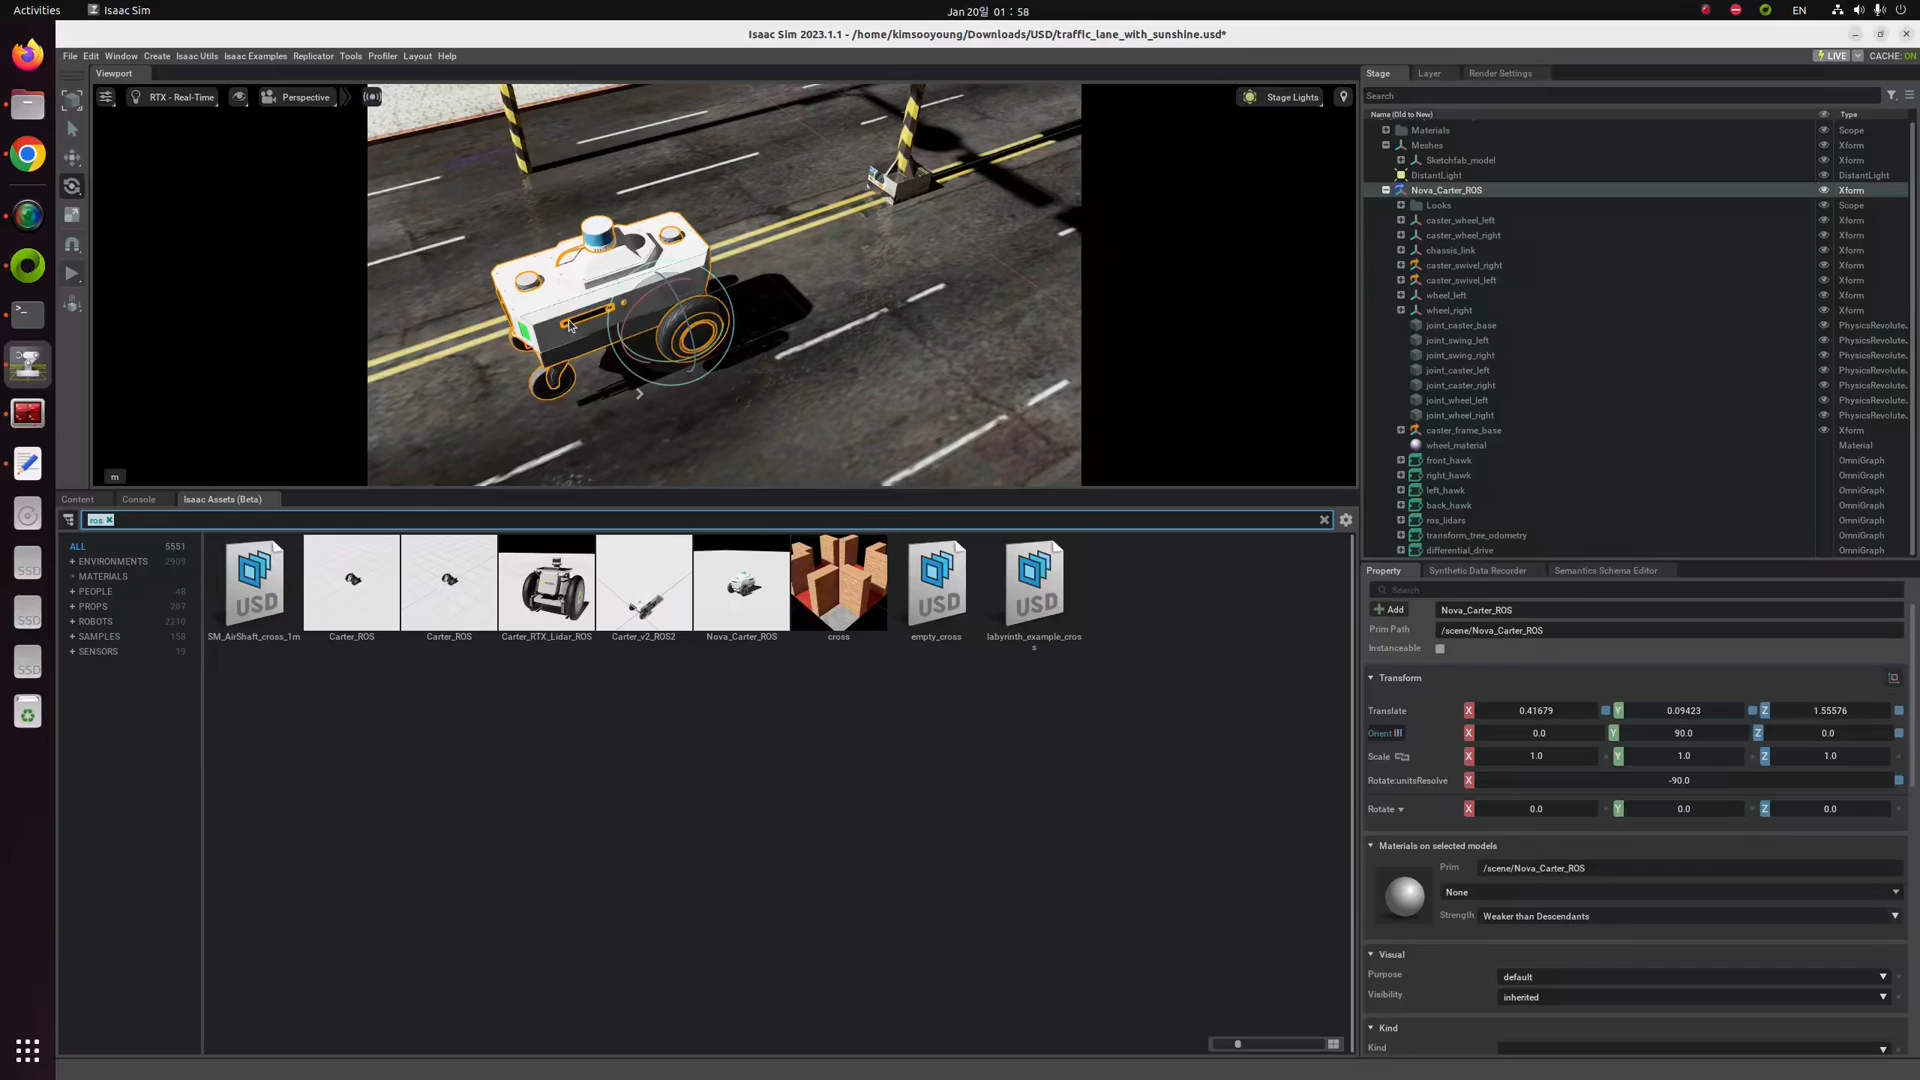 Activities
Isaac Sim
Jan 20일 01 : 58
EN
Isaac Sim 2023.1.1 - /home/kimsooyoung/Downloads/USD/traffic_lane_with_sunshine.usd*
File Edit Window Create Isaac Utils Isaac Examples Replicator Tools Profiler Layout Help
LIVE
CACHE: ON
Viewport
RTX - Real-Time
Perspective
Stage Lights
m
Stage Layer Render Settings
Search
Name (Old to New)
Type
Materials Scope
Meshes Xform
Sketchfab_model Xform
DistantLight DistantLight
Nova_Carter_ROS Xform
Looks Scope
caster_wheel_left Xform
caster_wheel_right Xform
chassis_link Xform
caster_swivel_right Xform
caster_swivel_left Xform
wheel_left Xform
wheel_right Xform
joint_caster_base PhysicsRevolute.
joint_swing_left PhysicsRevolute.
joint_swing_right PhysicsRevolute.
joint_caster_left PhysicsRevolute.
joint_caster_right PhysicsRevolute.
joint_wheel_left PhysicsRevolute.
joint_wheel_right PhysicsRevolute.
caster_frame_base Xform
wheel_material Material
front_hawk OmniGraph
right_hawk OmniGraph
left_hawk OmniGraph
back_hawk OmniGraph
ros_lidars OmniGraph
transform_tree_odometry OmniGraph
differential_drive OmniGraph
Content Console Isaac Assets (Beta)
ros
ALL 5551
ENVIRONMENTS 2909
MATERIALS
PEOPLE 48
PROPS 207
ROBOTS 2210
SAMPLES 158
SENSORS 19
USD
USD
USD
SM_AirShaft_cross_1m
Carter_ROS
Carter_ROS
Carter_RTX_Lidar_ROS
Carter_v2_ROS2
Nova_Carter_ROS
cross
empty_cross
labyrinth_example_cros
s
Property Synthetic Data Recorder Semantics Schema Editor
Search
Add
Nova_Carter_ROS
Prim Path
/scene/Nova_Carter_ROS
Instanceable
Transform
Translate X 0.41679 Y 0.09423 Z 1.55576
Orient X 0.0 Y 90.0 Z 0.0
Scale X 1.0 Y 1.0 Z 1.0
Rotate:unitsResolve X -90.0
Rotate X 0.0 Y 0.0 Z 0.0
Materials on selected models
Prim
/scene/Nova_Carter_ROS
None
Strength
Weaker than Descendants
Visual
Purpose default
Visibility inherited
Kind
Kind
SSD
SSD
SSD